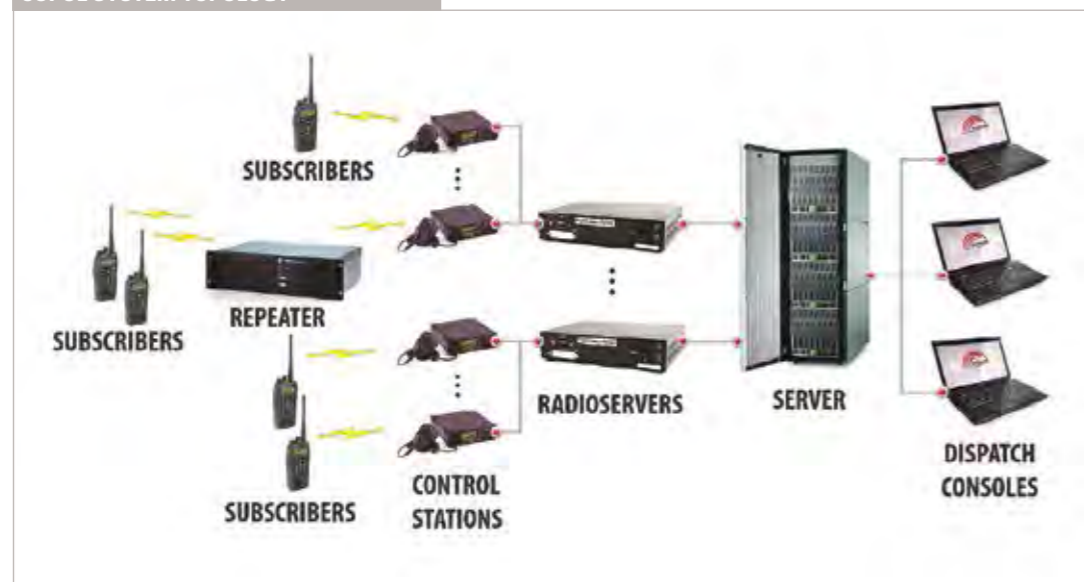 SUBSCRIBERS
SUBSCRIBERS
REPEATER
SUBSCRIBERS
CONTROL
STATIONS
RADIOSERVERS
SERVER
DISPATCH
CONSOLES